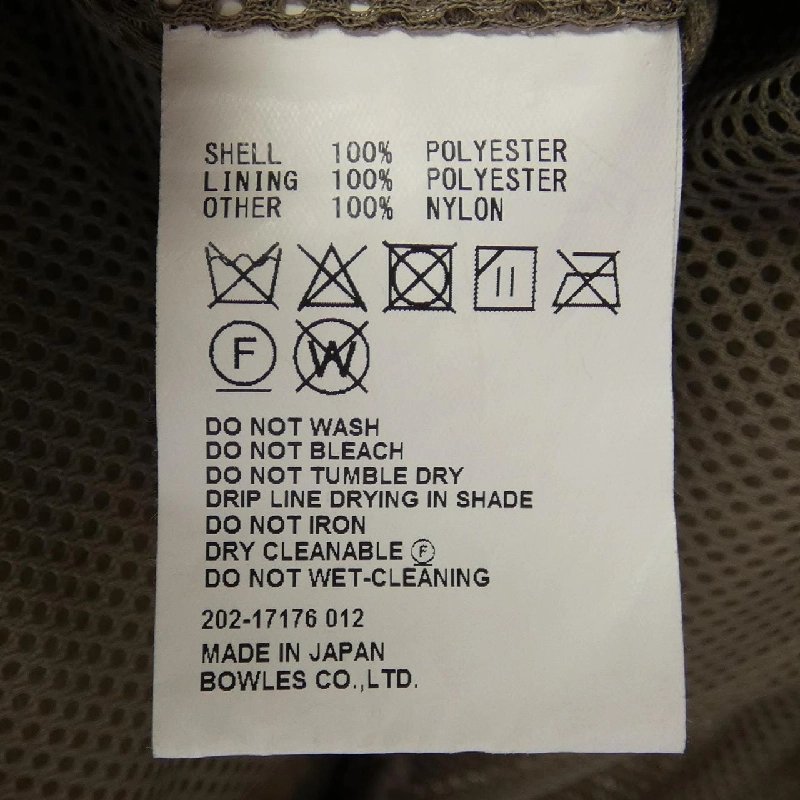 SHELL 100% POLYESTER
LINING 100% POLYESTER
OTHER 100% NYLON
F W
DO NOT WASH
DO NOT BLEACH
DO NOT TUMBLE DRY
DRIP LINE DRYING IN SHADE
DO NOT IRON
DRY CLEANABLE Ⓕ
DO NOT WET-CLEANING
202-17176 012
MADE IN JAPAN
BOWLES CO.,LTD.